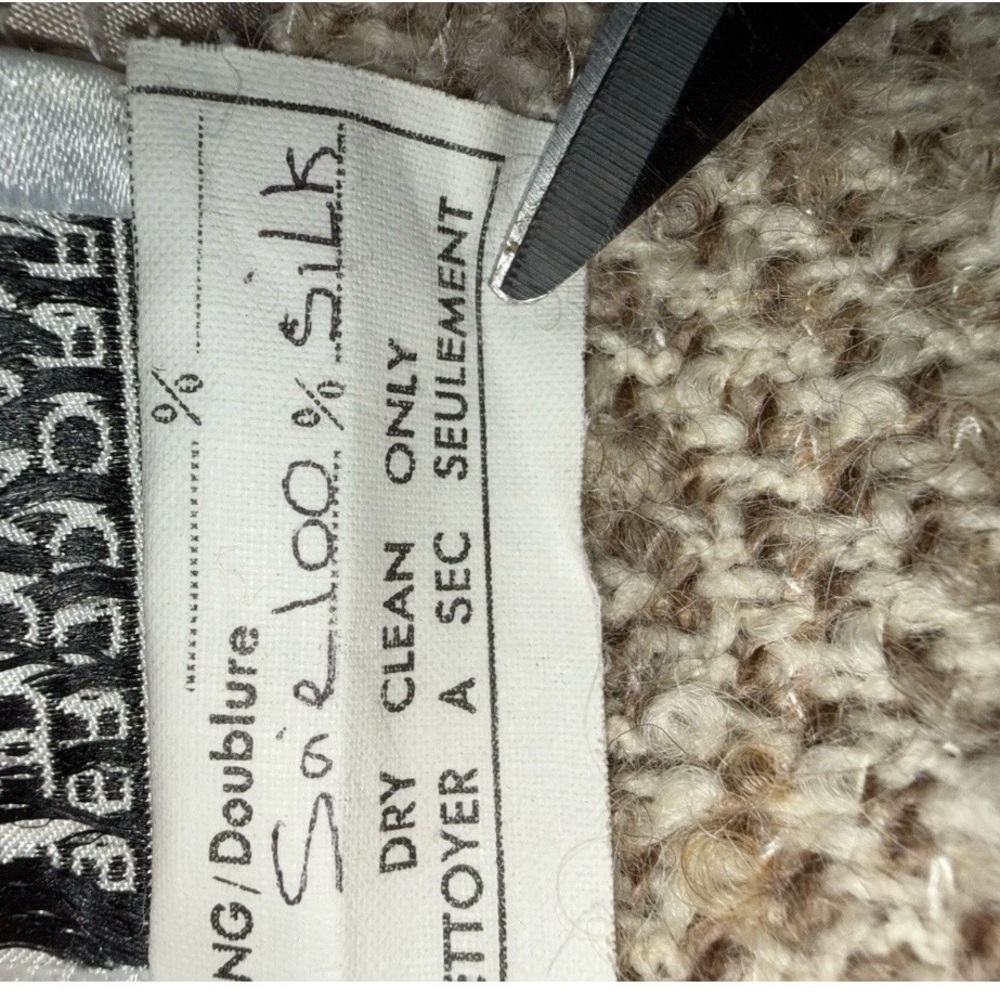 %
NG/Doublure
Soie 100 % Silk
DRY CLEAN ONLY
ETTOYER A SEC SEULEMENT